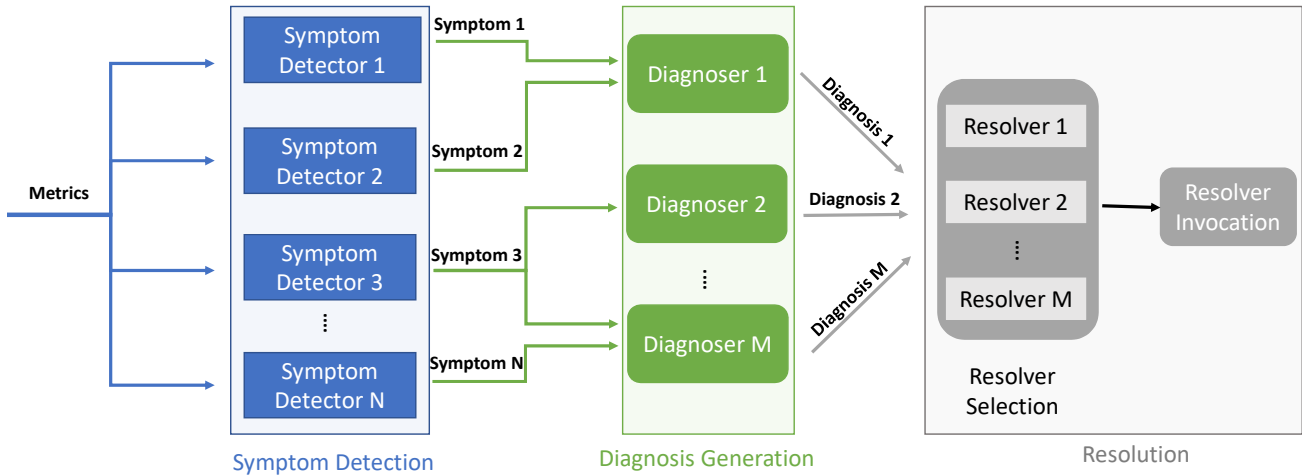 Metrics
Symptom
Detector 1
Symptom
Detector 2
Symptom
Detector 3
Symptom
Detector N
Symptom Detection
Symptom 1
Symptom 2
Symptom 3
Symptom N
Diagnoser 1
Diagnoser 2
Diagnoser M
Diagnosis Generation
Diagnosis 1
Diagnosis 2
Diagnosis M
Resolver 1
Resolver 2
Resolver M
Resolver
Selection
Resolver
Invocation
Resolution